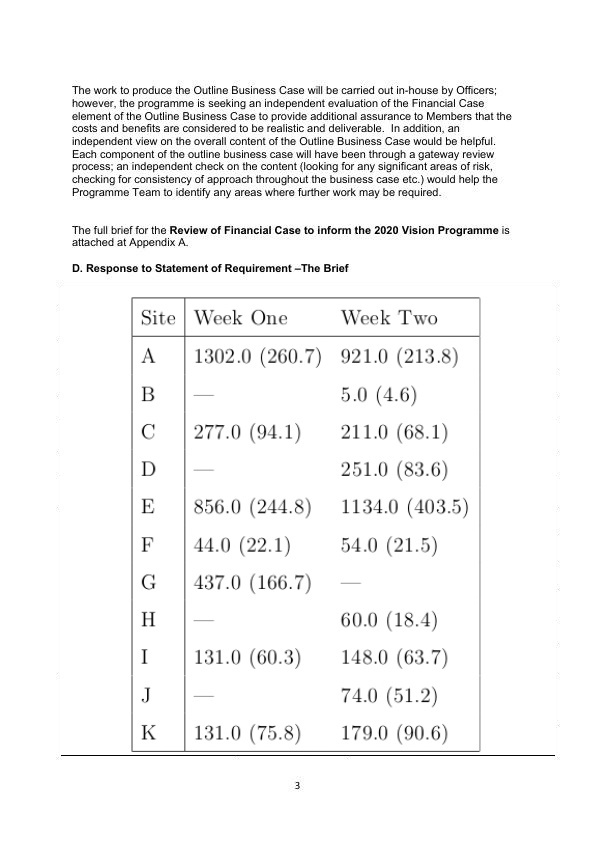 The work to produce the Outline Business Case will be carried out in-house by Officers;
however, the programme is seeking an independent evaluation of the Financial Case
element of the Outline Business Case to provide additional assurance to Members that the
costs and benefits are considered to be realistic and deliverable.  In addition, an
independent view on the overall content of the Outline Business Case would be helpful.
Each component of the outline business case will have been through a gateway review
process; an independent check on the content (looking for any significant areas of risk,
checking for consistency of approach throughout the business case etc.) would help the
Programme Team to identify any areas where further work may be required.
The full brief for the Review of Financial Case to inform the 2020 Vision Programme is
attached at Appendix A.
D. Response to Statement of Requirement –The Brief
Site Week One Week Two
A 1302.0 (260.7) 921.0 (213.8)
B — 5.0 (4.6)
C 277.0 (94.1) 211.0 (68.1)
D — 251.0 (83.6)
E 856.0 (244.8) 1134.0 (403.5)
F 44.0 (22.1) 54.0 (21.5)
G 437.0 (166.7) —
H — 60.0 (18.4)
I 131.0 (60.3) 148.0 (63.7)
J — 74.0 (51.2)
K 131.0 (75.8) 179.0 (90.6)
3